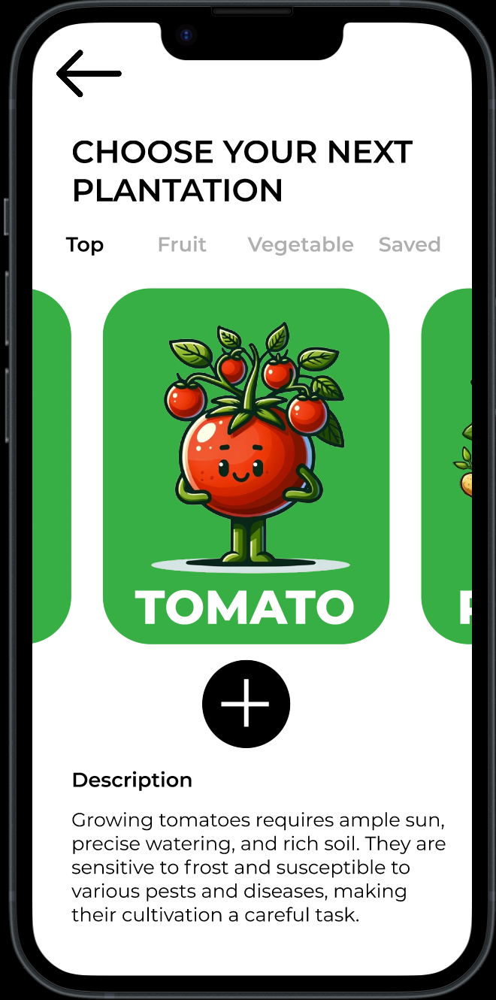 CHOOSE YOUR NEXT
PLANTATION
Top Fruit Vegetable Saved
TOMATO
Description
Growing tomatoes requires ample sun,
precise watering, and rich soil. They are
sensitive to frost and susceptible to
various pests and diseases, making
their cultivation a careful task.